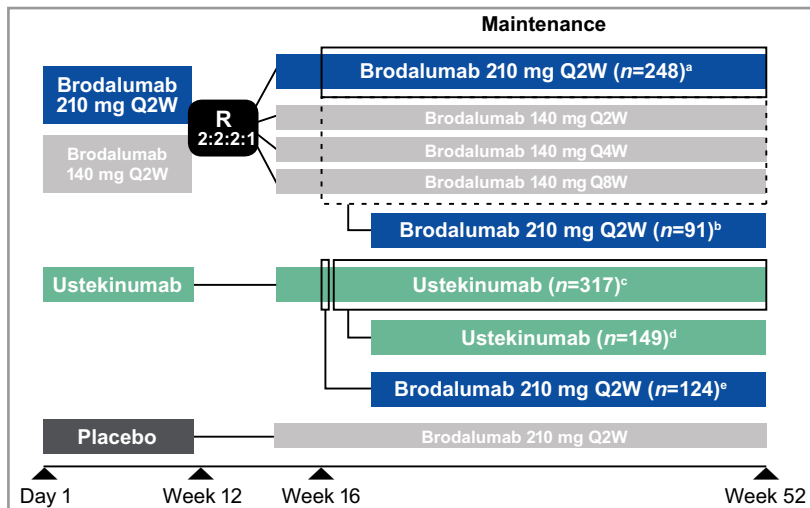 Maintenance
Brodalumab
210 mg Q2W
Brodalumab
140 mg Q2W
R
2:2:2:1
Brodalumab 210 mg Q2W (n=248)ᵃ
Brodalumab 140 mg Q2W
Brodalumab 140 mg Q4W
Brodalumab 140 mg Q8W
Brodalumab 210 mg Q2W (n=91)ᵇ
Ustekinumab
Ustekinumab (n=317)ᶜ
Ustekinumab (n=149)ᵈ
Brodalumab 210 mg Q2W (n=124)ᵉ
Placebo
Brodalumab 210 mg Q2W
Day 1
Week 12
Week 16
Week 52